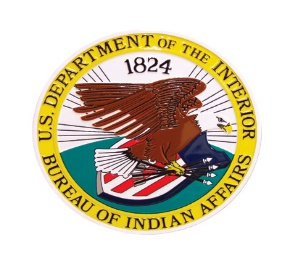 U.S. DEPARTMENT OF THE INTERIOR
1824
BUREAU OF INDIAN AFFAIRS